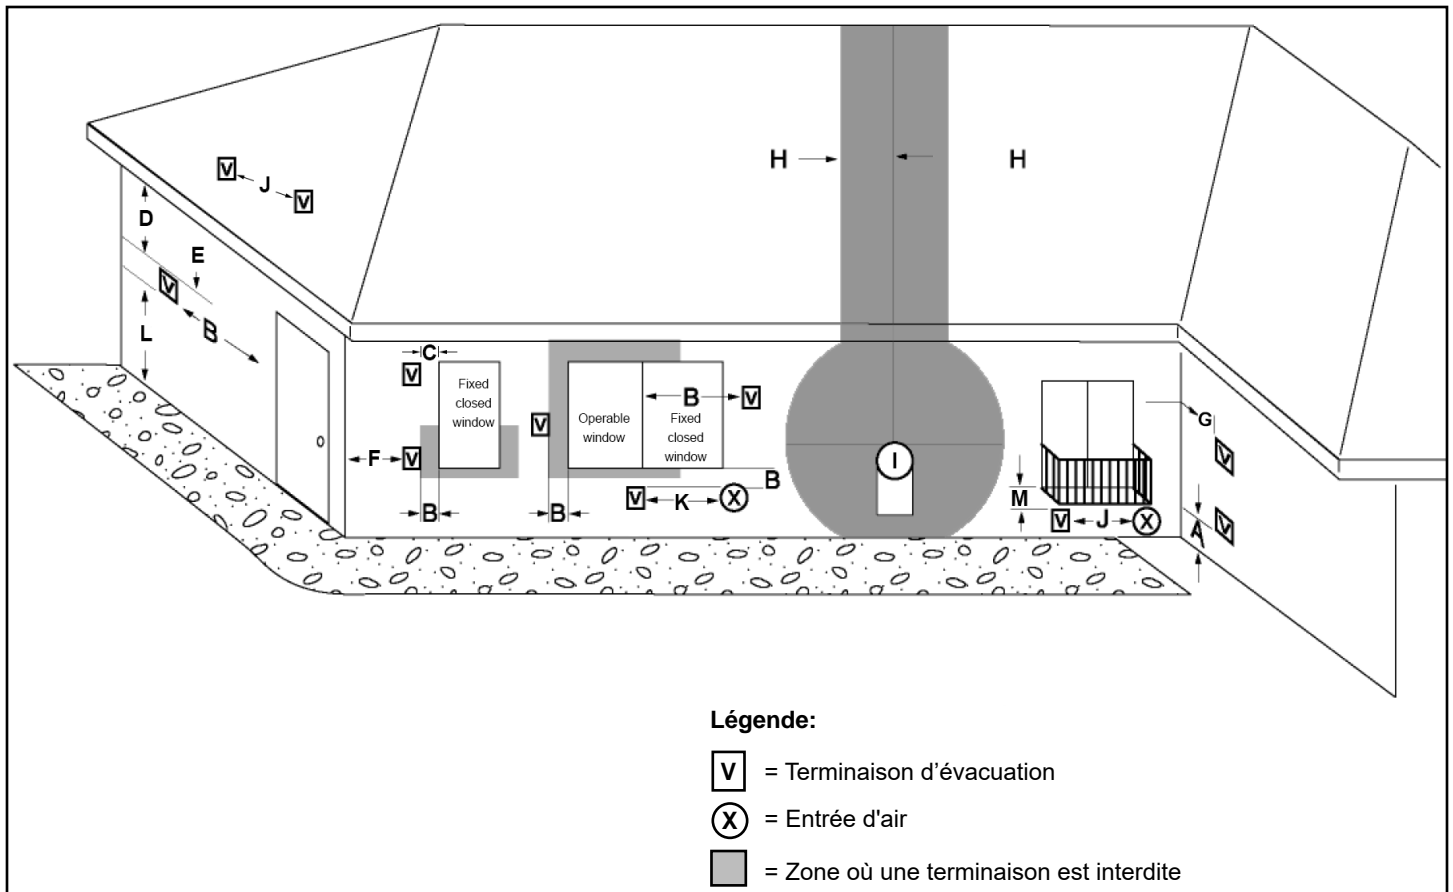 H H
V J V
D
E
V
B
L
C
V
Fixed
closed
window
F V
B
V
B
Operable
window
Fixed
closed
window
B V
B
V K X
I
M
V J X
G
V
A V
Légende:
V = Terminaison d’évacuation
X = Entrée d'air
= Zone où une terminaison est interdite